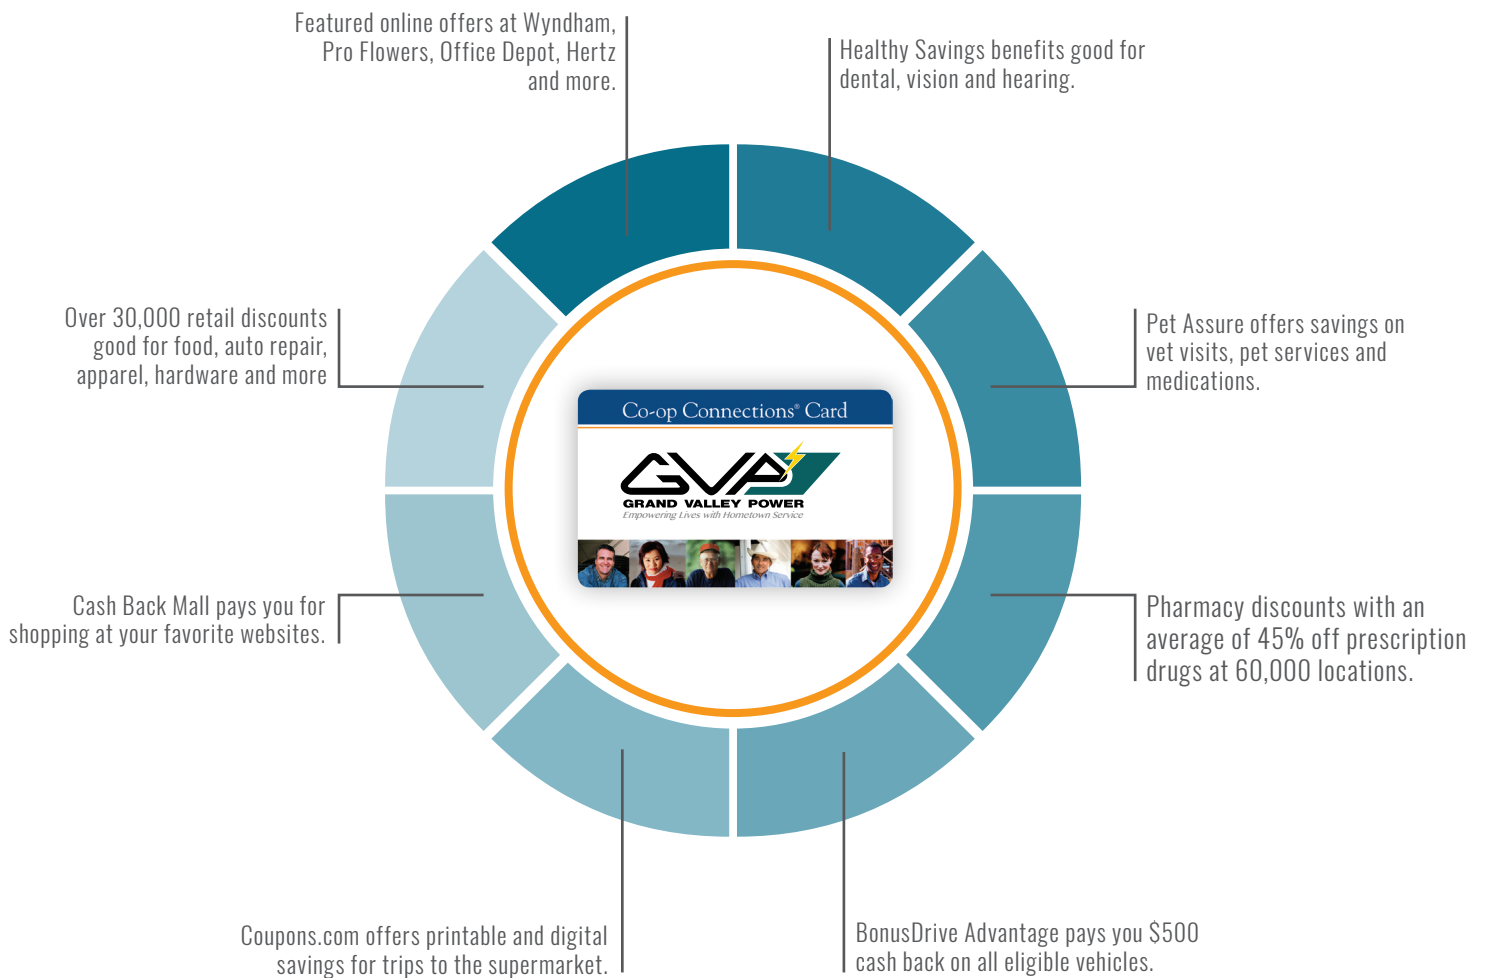 Featured online offers at Wyndham,
Pro Flowers, Office Depot, Hertz
and more.
Healthy Savings benefits good for
dental, vision and hearing.
Over 30,000 retail discounts
good for food, auto repair,
apparel, hardware and more
Pet Assure offers savings on
vet visits, pet services and
medications.
Co-op Connections® Card
GVP
GRAND VALLEY POWER
Empowering Lives with Hometown Service
Cash Back Mall pays you for
shopping at your favorite websites.
Pharmacy discounts with an
average of 45% off prescription
drugs at 60,000 locations.
Coupons.com offers printable and digital
savings for trips to the supermarket.
BonusDrive Advantage pays you $500
cash back on all eligible vehicles.